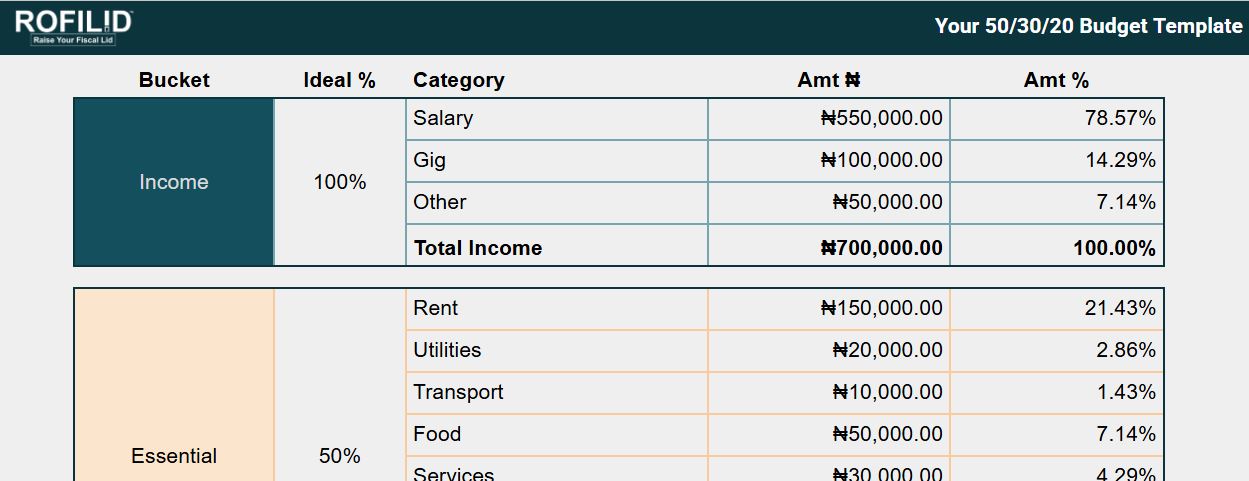 ROFIL!D
Raise Your Fiscal Lid
Your 50/30/20 Budget Template
Bucket Ideal % Category Amt ₦ Amt %
Salary ₦550,000.00 78.57%
Gig ₦100,000.00 14.29%
Income 100%
Other ₦50,000.00 7.14%
Total Income ₦700,000.00 100.00%
Rent ₦150,000.00 21.43%
Utilities ₦20,000.00 2.86%
Transport ₦10,000.00 1.43%
Food ₦50,000.00 7.14%
Essential 50%
Services ₦30,000.00 4.29%